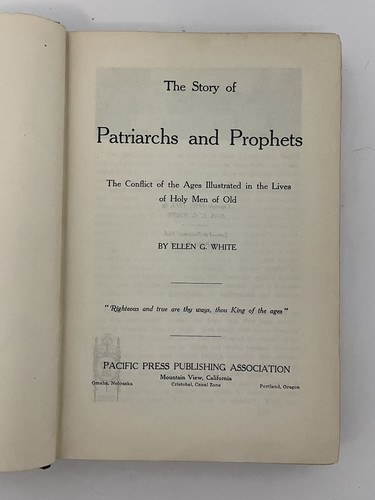 The Story of
Patriarchs and Prophets
The Conflict of the Ages Illustrated in the Lives
of Holy Men of Old
BY ELLEN G. WHITE
"Righteous and true are thy ways, thou King of the ages"
PACIFIC PRESS PUBLISHING ASSOCIATION
Mountain View, California
Omaha, Nebraska Cristobal, Canal Zone Portland, Oregon